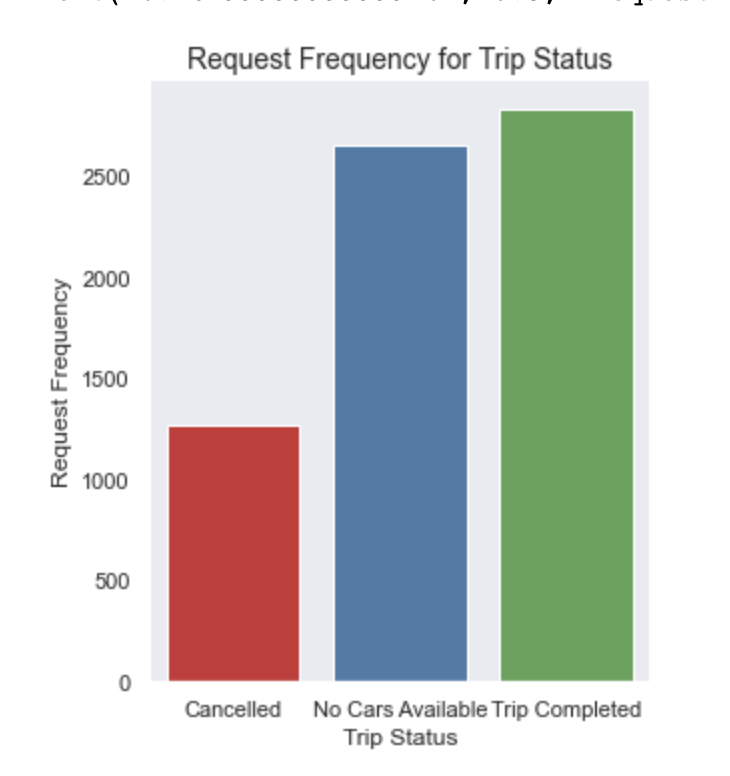 Request Frequency for Trip Status
2500
2000
1500
1000
500
0
Request Frequency
Cancelled No Cars Available Trip Completed
Trip Status